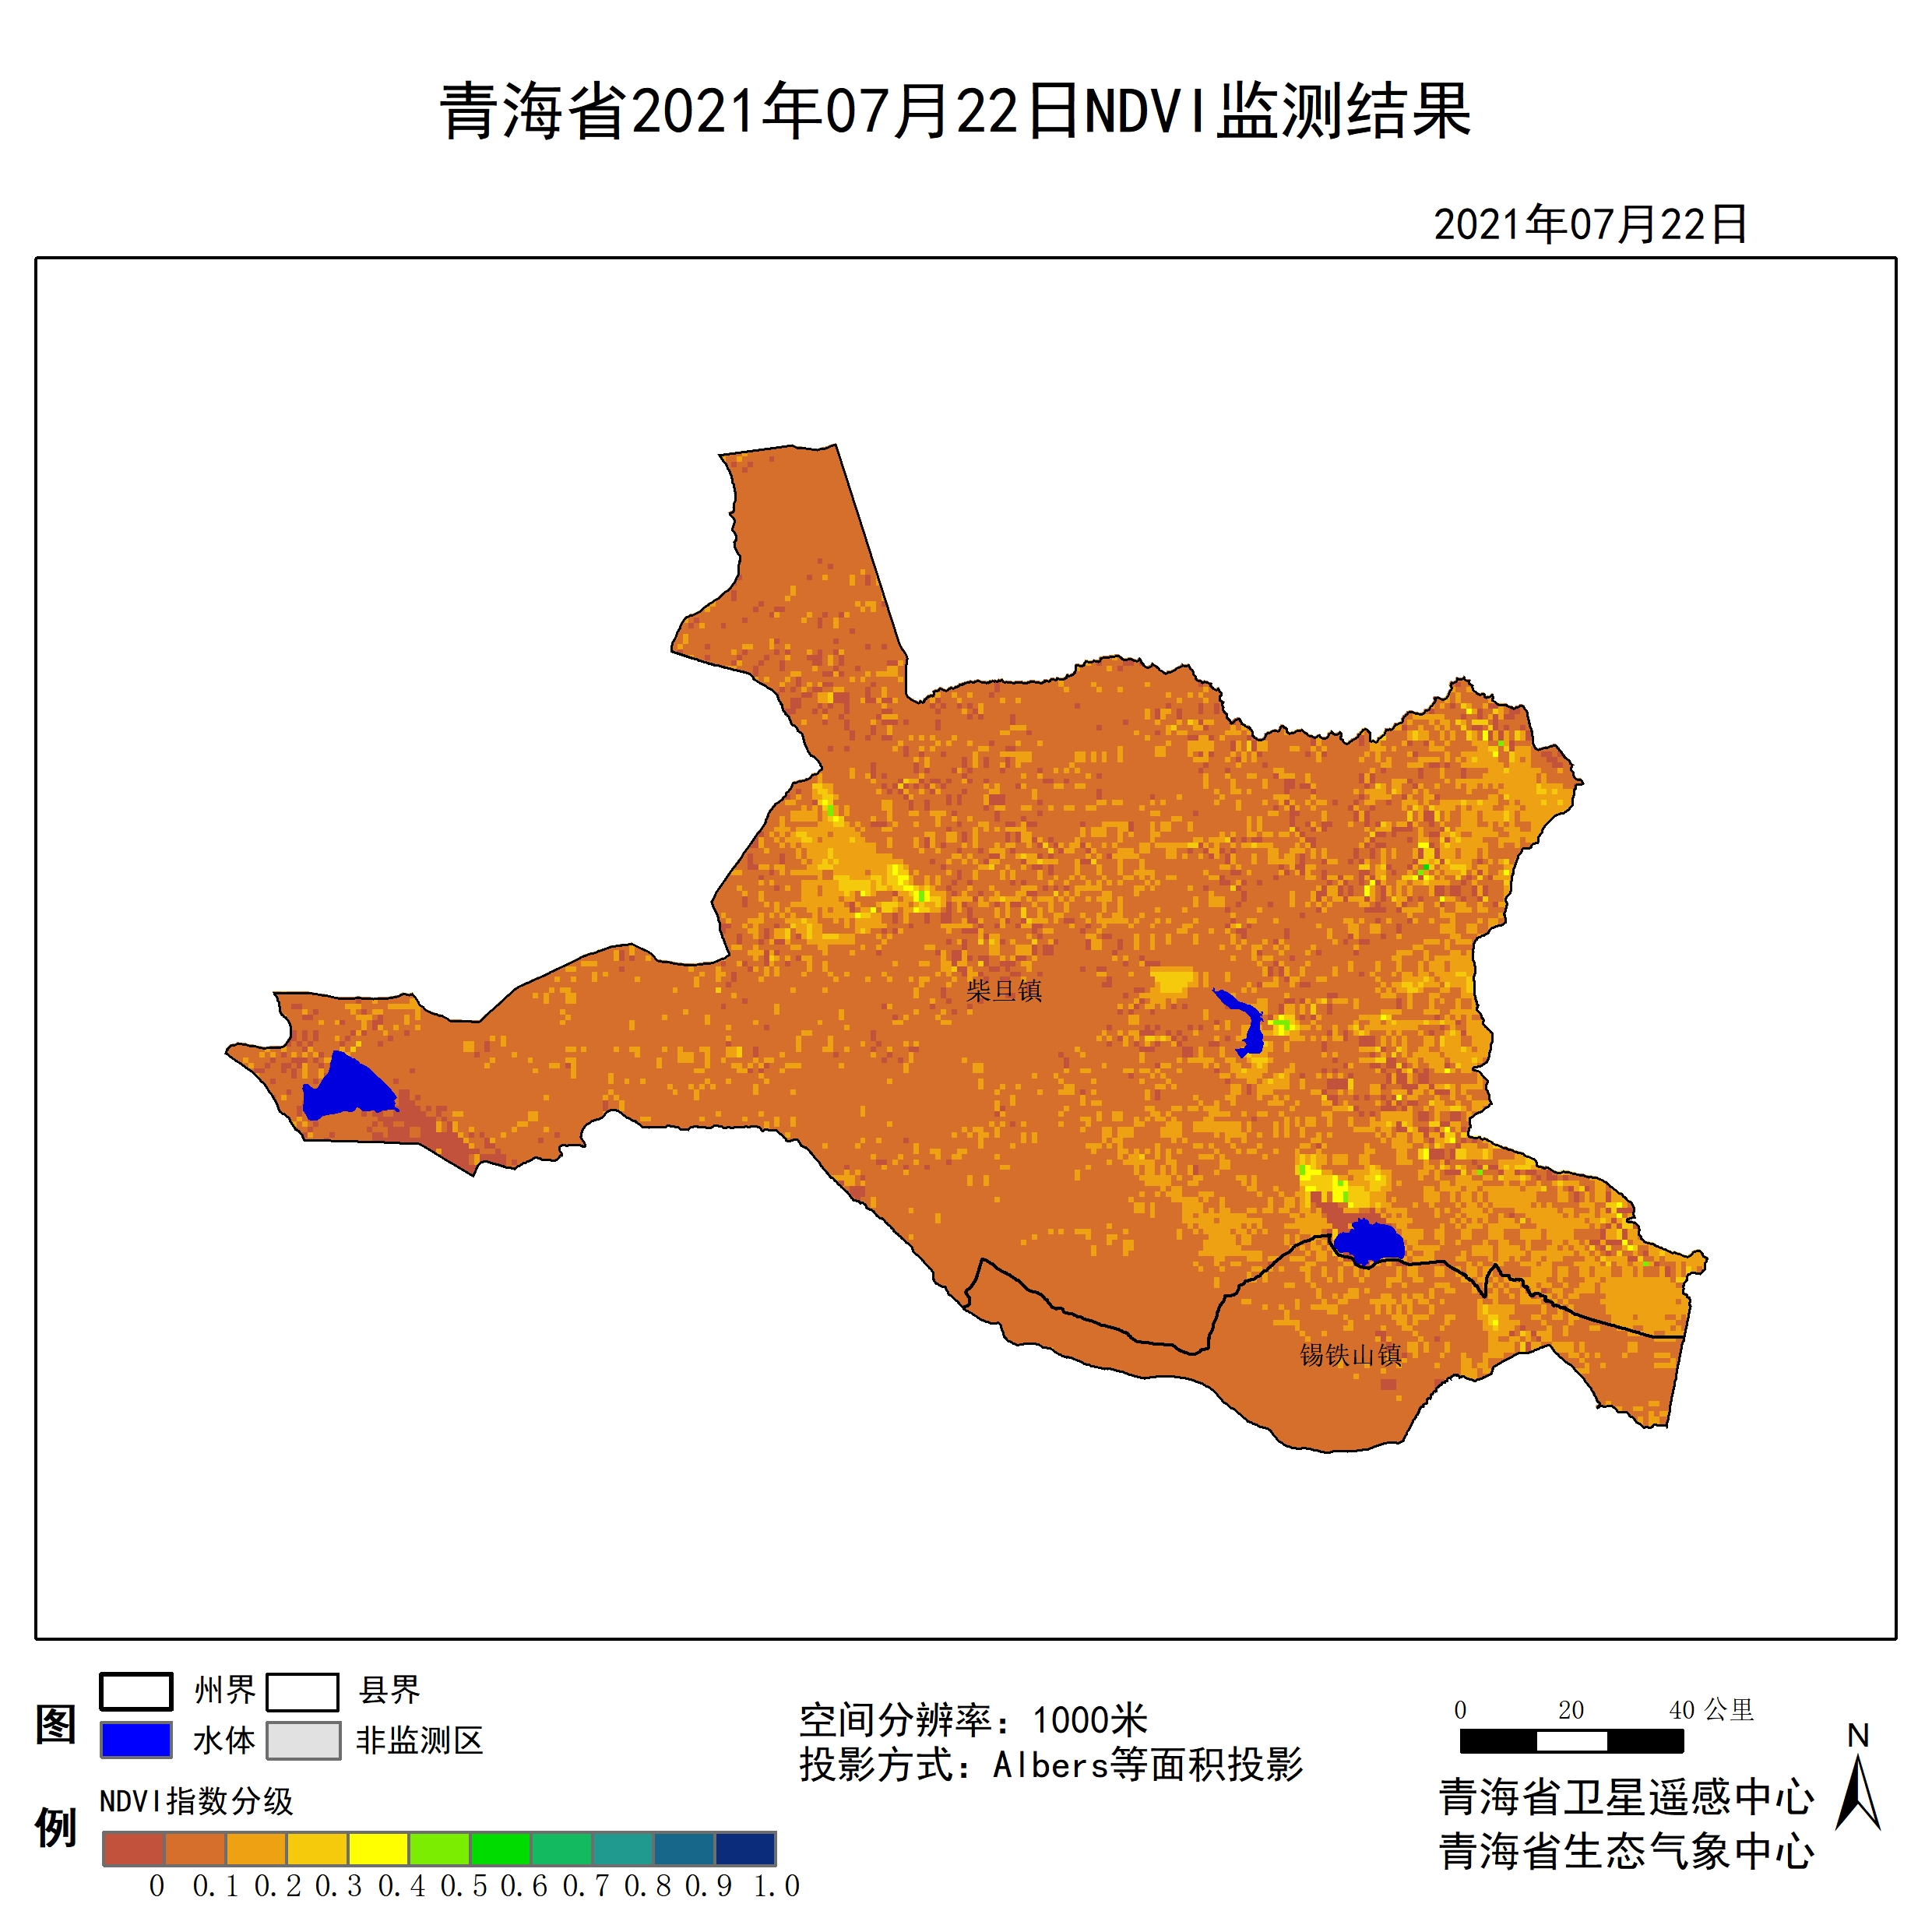 青海省2021年07月22日NDVI监测结果
2021年07月22日
柴旦镇
锡铁山镇
图例
州界 县界
水体 非监测区
NDVI指数分级
0 0.1 0.2 0.3 0.4 0.5 0.6 0.7 0.8 0.9 1.0
空间分辨率：1000米
投影方式：Albers等面积投影
0 20 40 公里
N
青海省卫星遥感中心
青海省生态气象中心